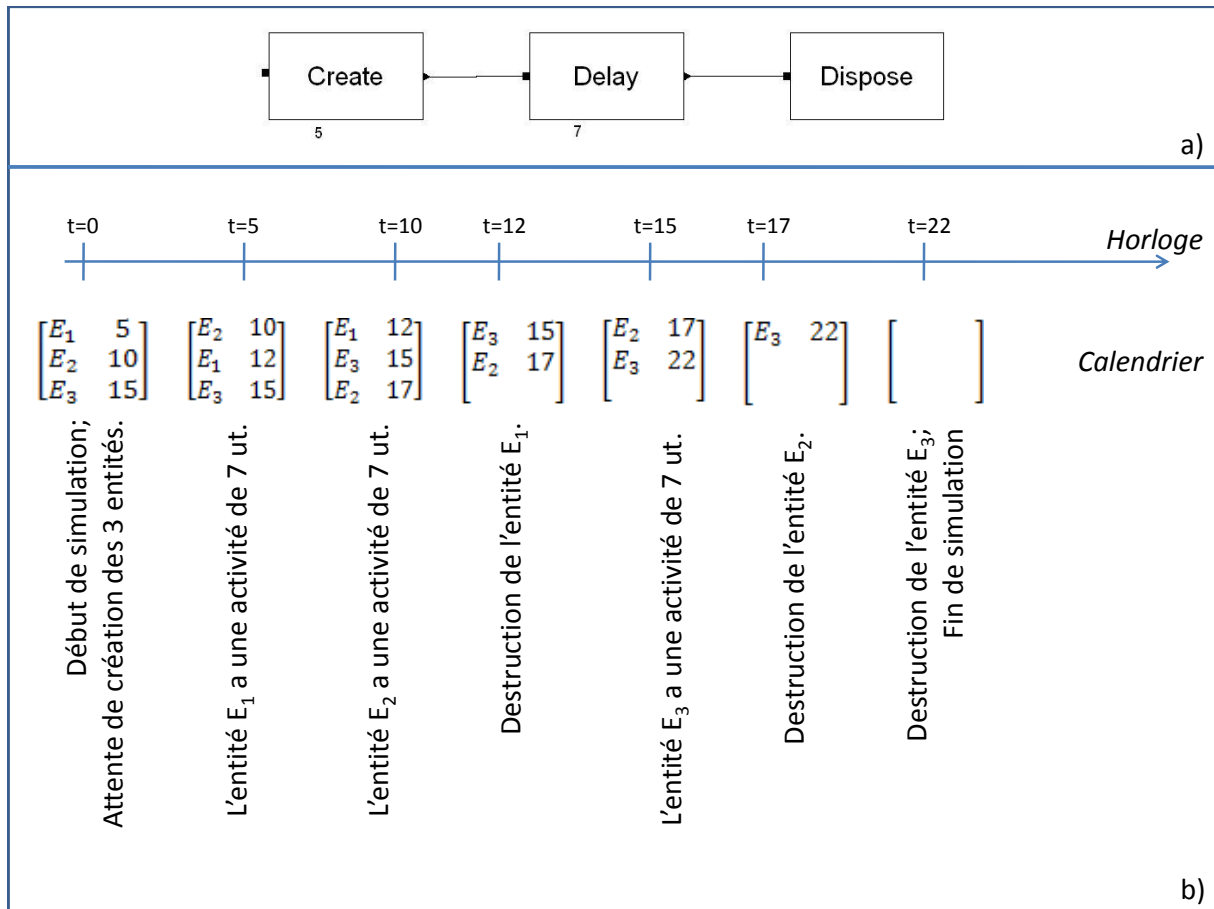 Create
Delay
Dispose
5
7
a)
t=0
t=5
t=10
t=12
t=15
t=17
t=22
Horloge
E1 5
E2 10
E3 15
E2 10
E1 12
E3 15
E1 12
E3 15
E2 17
E3 15
E2 17
E2 17
E3 22
E3 22
Calendrier
Début de simulation;
Attente de création des 3 entités.
L'entité E1 a une activité de 7 ut.
L'entité E2 a une activité de 7 ut.
Destruction de l'entité E1.
L'entité E3 a une activité de 7 ut.
Destruction de l'entité E2.
Destruction de l'entité E3;
Fin de simulation
b)